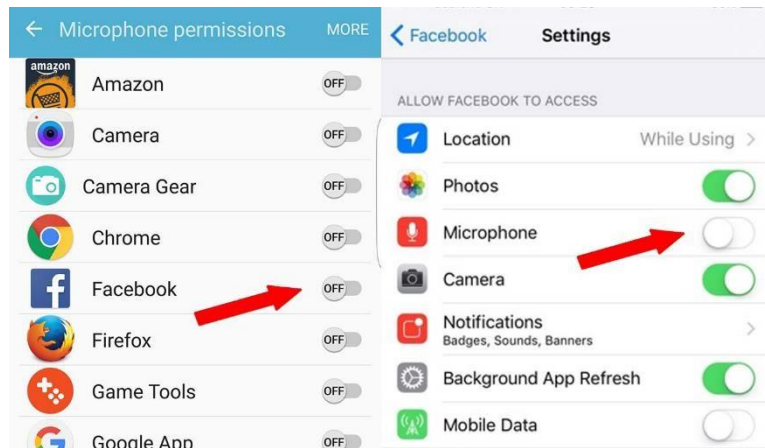 Microphone permissions MORE
amazon
Amazon OFF
Camera OFF
Camera Gear OFF
Chrome OFF
Facebook OFF
Firefox OFF
Game Tools OFF
Google App OFF
Facebook Settings
ALLOW FACEBOOK TO ACCESS
Location While Using
Photos
Microphone
Camera
Notifications
Badges, Sounds, Banners
Background App Refresh
Mobile Data